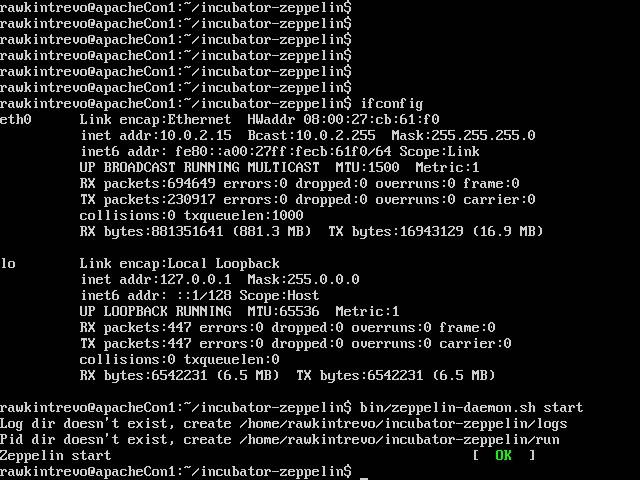 rawkintrevo@apacheCon1:~/incubator-zeppelin$
rawkintrevo@apacheCon1:~/incubator-zeppelin$
rawkintrevo@apacheCon1:~/incubator-zeppelin$
rawkintrevo@apacheCon1:~/incubator-zeppelin$
rawkintrevo@apacheCon1:~/incubator-zeppelin$
rawkintrevo@apacheCon1:~/incubator-zeppelin$
rawkintrevo@apacheCon1:~/incubator-zeppelin$ ifconfig
eth0      Link encap:Ethernet  HWaddr 08:00:27:cb:61:f0
          inet addr:10.0.2.15  Bcast:10.0.2.255  Mask:255.255.255.0
          inet6 addr: fe80::a00:27ff:fecb:61f0/64 Scope:Link
          UP BROADCAST RUNNING MULTICAST  MTU:1500  Metric:1
          RX packets:694649 errors:0 dropped:0 overruns:0 frame:0
          TX packets:230917 errors:0 dropped:0 overruns:0 carrier:0
          collisions:0 txqueuelen:1000
          RX bytes:881351641 (881.3 MB)  TX bytes:16943129 (16.9 MB)
lo        Link encap:Local Loopback
          inet addr:127.0.0.1  Mask:255.0.0.0
          inet6 addr: ::1/128 Scope:Host
          UP LOOPBACK RUNNING  MTU:65536  Metric:1
          RX packets:447 errors:0 dropped:0 overruns:0 frame:0
          TX packets:447 errors:0 dropped:0 overruns:0 carrier:0
          collisions:0 txqueuelen:0
          RX bytes:6542231 (6.5 MB)  TX bytes:6542231 (6.5 MB)
rawkintrevo@apacheCon1:~/incubator-zeppelin$ bin/zeppelin-daemon.sh start
Log dir doesn't exist, create /home/rawkintrevo/incubator-zeppelin/logs
Pid dir doesn't exist, create /home/rawkintrevo/incubator-zeppelin/run
Zeppelin start                                             [  OK  ]
rawkintrevo@apacheCon1:~/incubator-zeppelin$ _